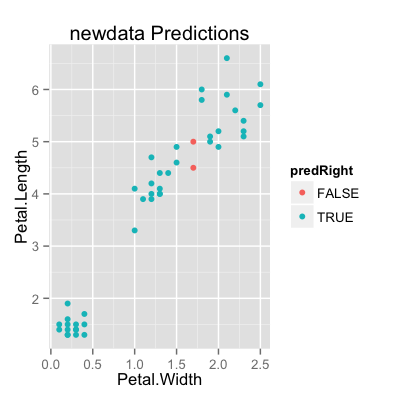 newdata Predictions
6
5
4
3
2
Petal.Length
0.0 0.5 1.0 1.5 2.0 2.5
Petal.Width
predRight
FALSE
TRUE